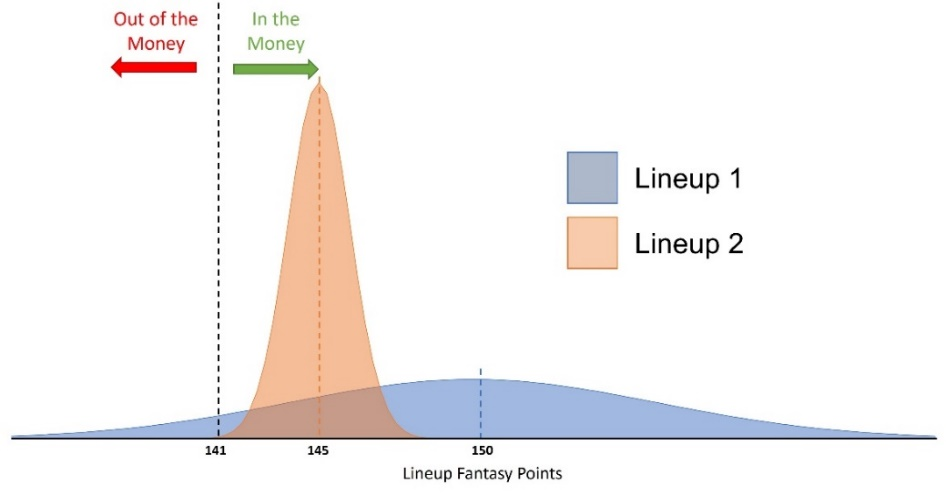 Out of the
Money
In the
Money
Lineup 1
Lineup 2
141
145
150
Lineup Fantasy Points